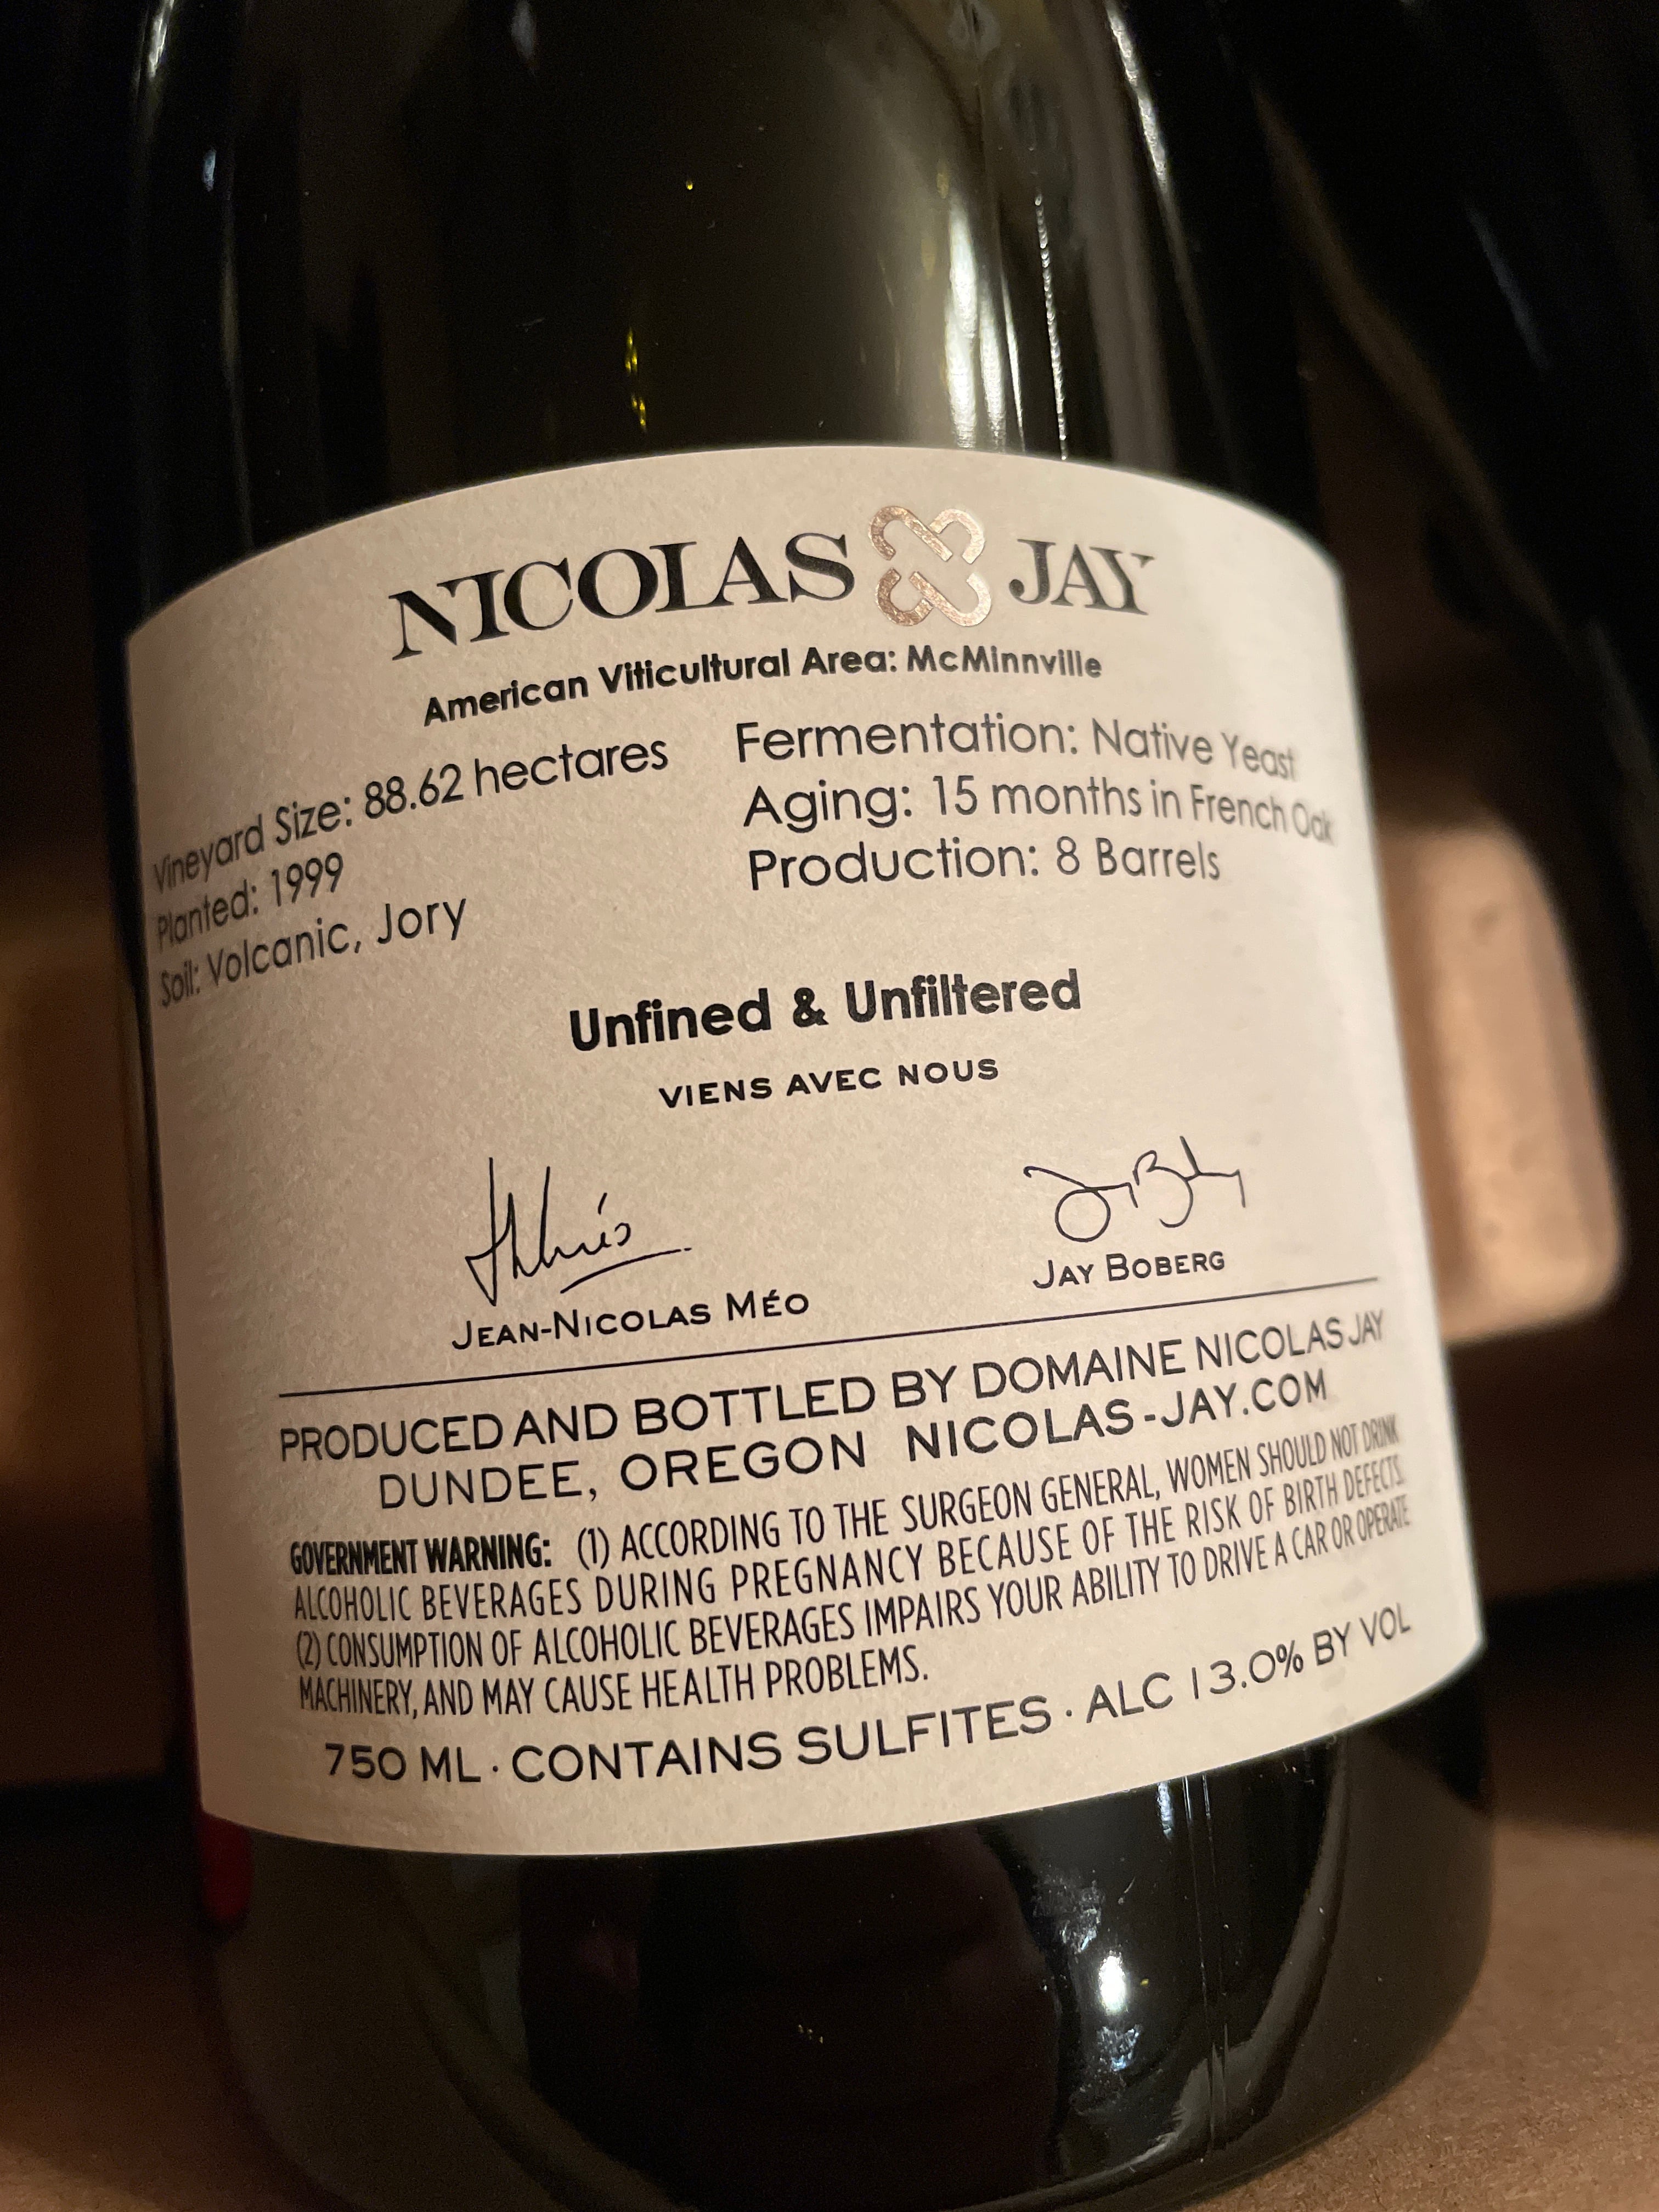 NICOLAS JAY
American Viticultural Area: McMinnville
Vineyard Size: 88.62 hectares
Planted: 1999
Soil: Volcanic, Jory
Fermentation: Native Yeast
Aging: 15 months in French Oak
Production: 8 Barrels
Unfined & Unfiltered
VIENS AVEC NOUS
JEAN-NICOLAS MÉO
JAY BOBERG
PRODUCED AND BOTTLED BY DOMAINE NICOLAS JAY
DUNDEE, OREGON NICOLAS-JAY.COM
GOVERNMENT WARNING: (1) ACCORDING TO THE SURGEON GENERAL, WOMEN SHOULD NOT DRINK
ALCOHOLIC BEVERAGES DURING PREGNANCY BECAUSE OF THE RISK OF BIRTH DEFECTS.
(2) CONSUMPTION OF ALCOHOLIC BEVERAGES IMPAIRS YOUR ABILITY TO DRIVE A CAR OR OPERATE
MACHINERY, AND MAY CAUSE HEALTH PROBLEMS.
750 ML · CONTAINS SULFITES · ALC 13.0% BY VOL